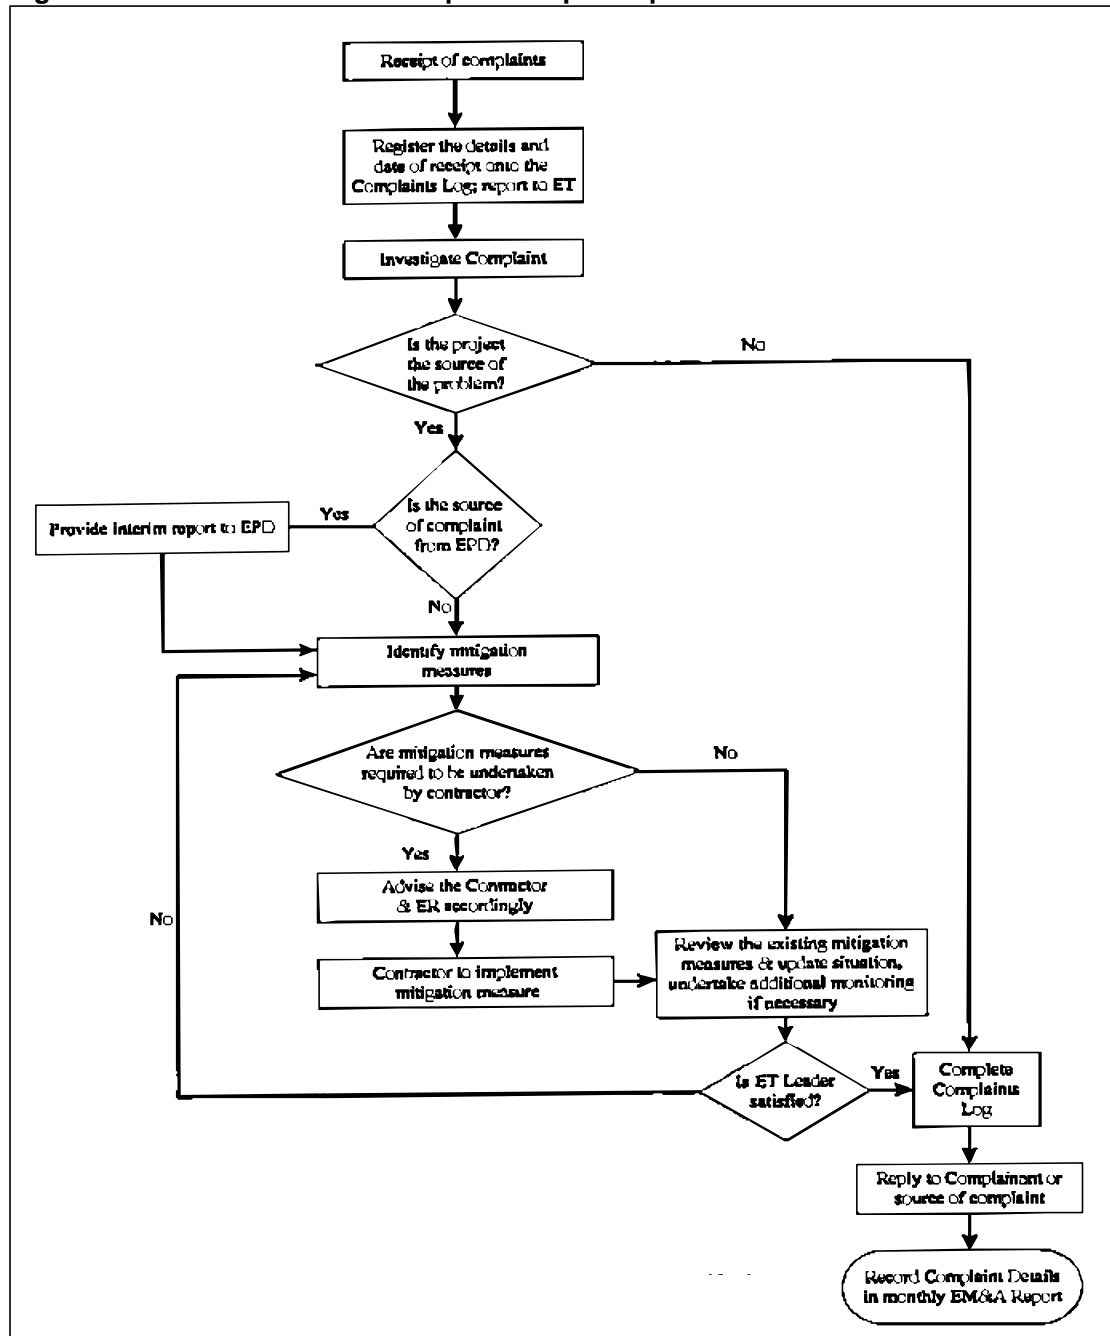 Receipt of complaints
Register the details and
date of receipt onto the
Complaints Log; report to ET
Investigate Complaint
Is the project
the source of
the problem?
No
Yes
Is the source
of complaint
from EPD?
Yes
Provide interim report to EPD
No
Identify mitigation
measures
Are mitigation measures
required to be undertaken
by contractor?
No
Yes
Advise the Contractor
& ER accordingly
No
Contractor to implement
mitigation measure
Review the existing mitigation
measures & update situation,
undertake additional monitoring
if necessary
Is ET Leader
satisfied?
Yes
Complete
Complaints
Log
Reply to Complainant or
source of complaint
Record Complaint Details
in monthly EM&A Report